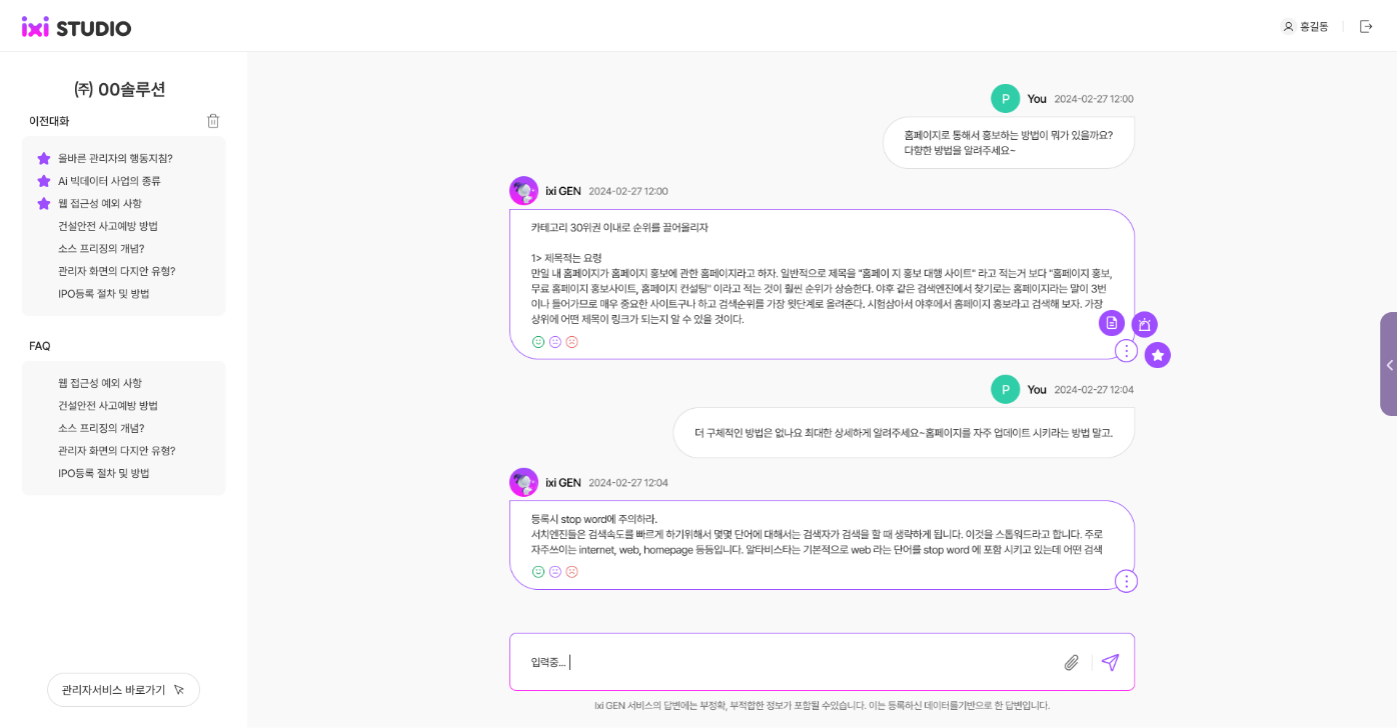 ixi STUDIO
홍길동
㈜ 00솔루션
이전대화
올바른 관리자의 행동지침?
Ai 빅데이터 사업의 종류
웹 접근성 예외 사항
건설안전 사고예방 방법
소스 프리징의 개념?
관리자 화면의 다지안 유형?
IPO등록 절차 및 방법
FAQ
웹 접근성 예외 사항
건설안전 사고예방 방법
소스 프리징의 개념?
관리자 화면의 다지안 유형?
IPO등록 절차 및 방법
관리자서비스 바로가기
P You 2024-02-27 12:00
홈페이지로 통해서 홍보하는 방법이 뭐가 있을까요?
다향한 방법을 알려주세요~
ixi GEN 2024-02-27 12:00
카테고리 30위권 이내로 순위를 끌어올리자
1> 제목적는 요령
만일 내 홈페이지가 홈페이지 홍보에 관한 홈페이지라고 하자. 일반적으로 제목을 "홈페이 지 홍보 대행 사이트" 라고 적는거 보다 "홈페이지 홍보,
무료 홈페이지 홍보사이트, 홈페이지 컨설팅" 이라고 적는 것이 훨씬 순위가 상승한다. 야후 같은 검색엔진에서 찾기로는 홈페이지라는 말이 3번
이나 들어가므로 매우 중요한 사이트구나 하고 검색순위를 가장 윗단계로 올려준다. 시험삼아서 야후에서 홈페이지 홍보라고 검색해 보자. 가장
상위에 어떤 제목이 링크가 되는지 알 수 있을 것이다.
P You 2024-02-27 12:04
더 구체적인 방법은 없나요 최대한 상세하게 알려주세요~홈페이지를 자주 업데이트 시키라는 방법 말고.
ixi GEN 2024-02-27 12:04
등록시 stop word에 주의하라.
서치엔진들은 검색속도를 빠르게 하기위해서 몇몇 단어에 대해서는 검색자가 검색을 할 때 생략하게 됩니다. 이것을 스톱워드라고 합니다. 주로
자주쓰이는 internet, web, homepage 등등입니다. 알타비스타는 기본적으로 web 라는 단어를 stop word 에 포함 시키고 있는데 어떤 검색
입력중...
Ixi GEN 서비스의 답변에는 부정확, 부적합한 정보가 포함될 수있습니다. 이는 등록하신 데이터를기반으로 한 답변입니다.